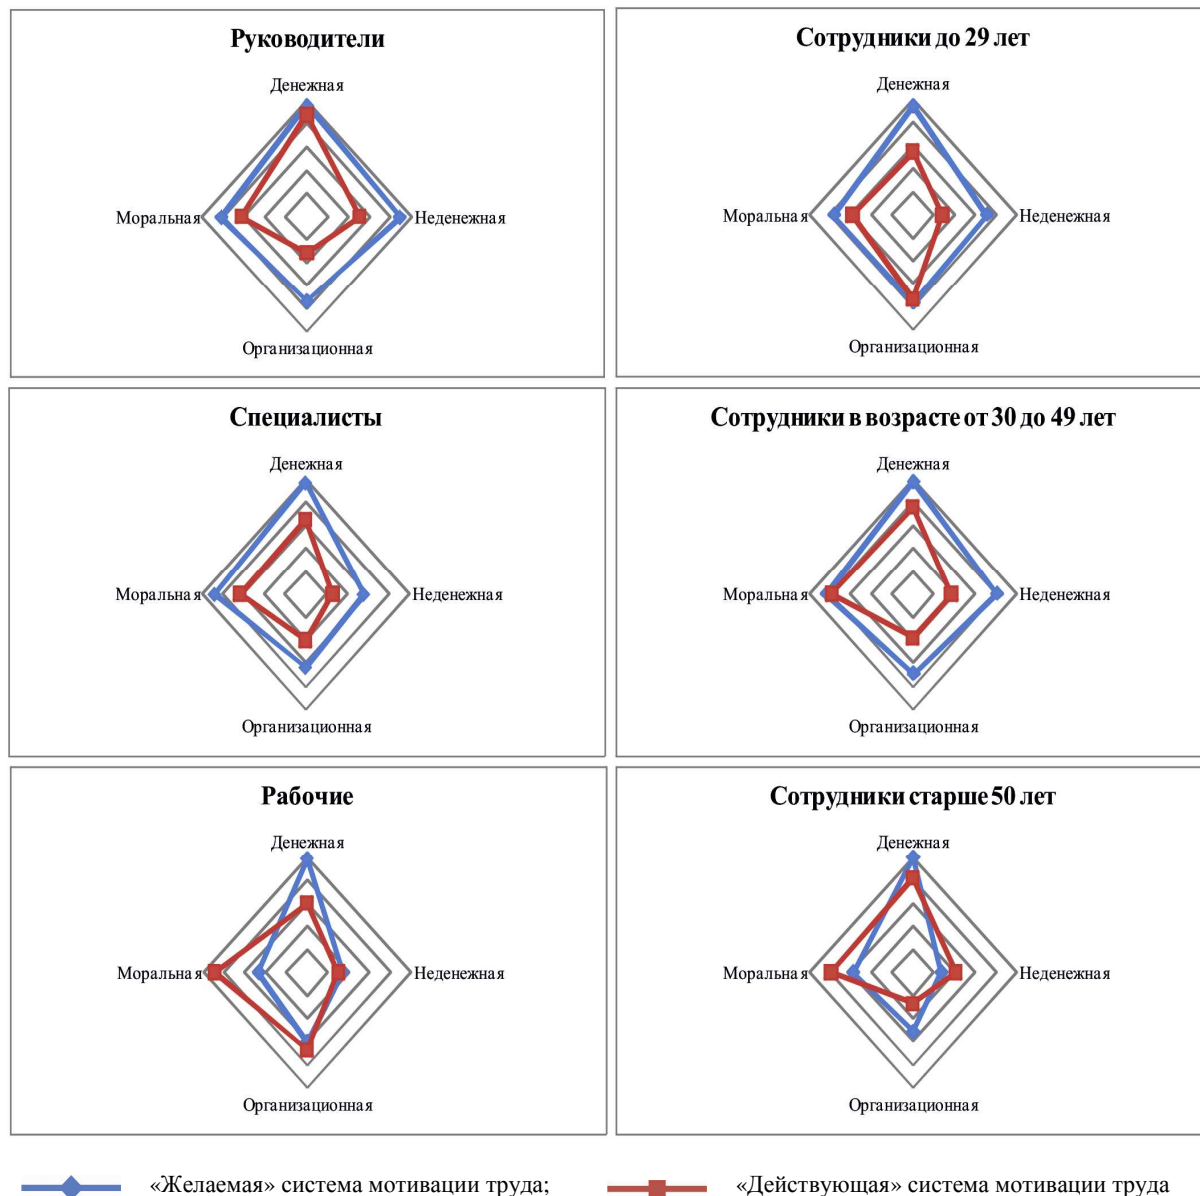 Руководители
Денежная
Моральная
Неденежная
Организационная
Сотрудники до 29 лет
Денежная
Моральная
Неденежная
Организационная
Специалисты
Денежная
Моральная
Неденежная
Организационная
Сотрудники в возрасте от 30 до 49 лет
Денежная
Моральная
Неденежная
Организационная
Рабочие
Денежная
Моральная
Неденежная
Организационная
Сотрудники старше 50 лет
Денежная
Моральная
Неденежная
Организационная
«Желаемая» система мотивации труда;
«Действующая» система мотивации труда